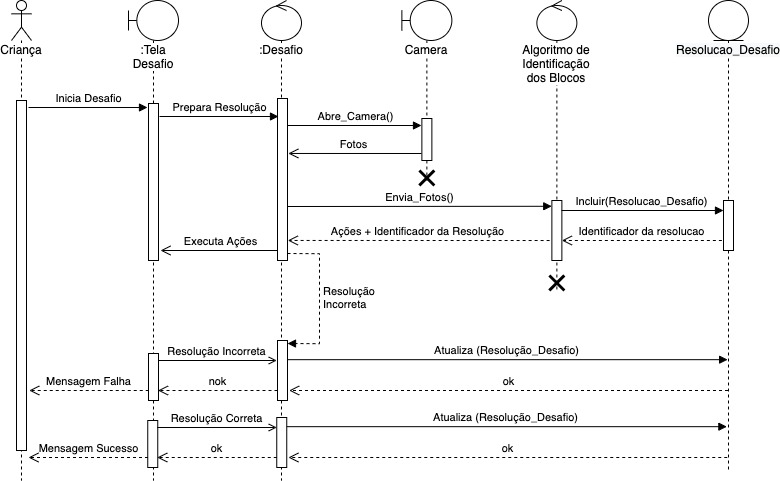 Criança
:Tela
Desafio
:Desafio
Camera
Algoritmo de
Identificação
dos Blocos
Resolucao_Desafio
Inicia Desafio
Prepara Resolução
Abre_Camera()
Fotos
Envia_Fotos()
Incluir(Resolucao_Desafio)
Ações + Identificador da Resolução
Identificador da resolucao
Executa Ações
Resolução
Incorreta
Resolução Incorreta
Atualiza (Resolução_Desafio)
Mensagem Falha
nok
ok
Resolução Correta
Atualiza (Resolução_Desafio)
Mensagem Sucesso
ok
ok